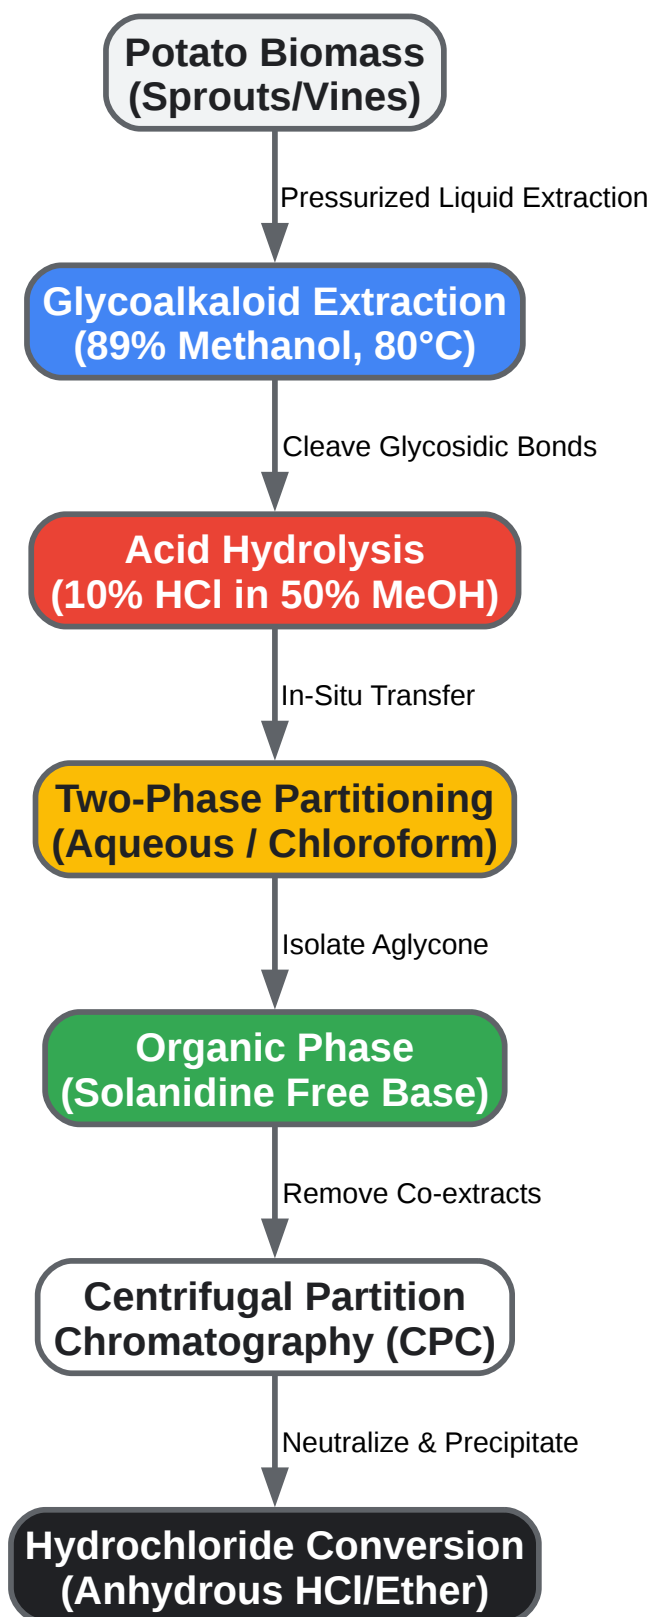 Potato Biomass
(Sprouts/Vines)
Pressurized Liquid Extraction
Glycoalkaloid Extraction
(89% Methanol, 80°C)
Cleave Glycosidic Bonds
Acid Hydrolysis
(10% HCl in 50% MeOH)
In-Situ Transfer
Two-Phase Partitioning
(Aqueous / Chloroform)
Isolate Aglycone
Organic Phase
(Solanidine Free Base)
Remove Co-extracts
Centrifugal Partition
Chromatography (CPC)
Neutralize & Precipitate
Hydrochloride Conversion
(Anhydrous HCl/Ether)